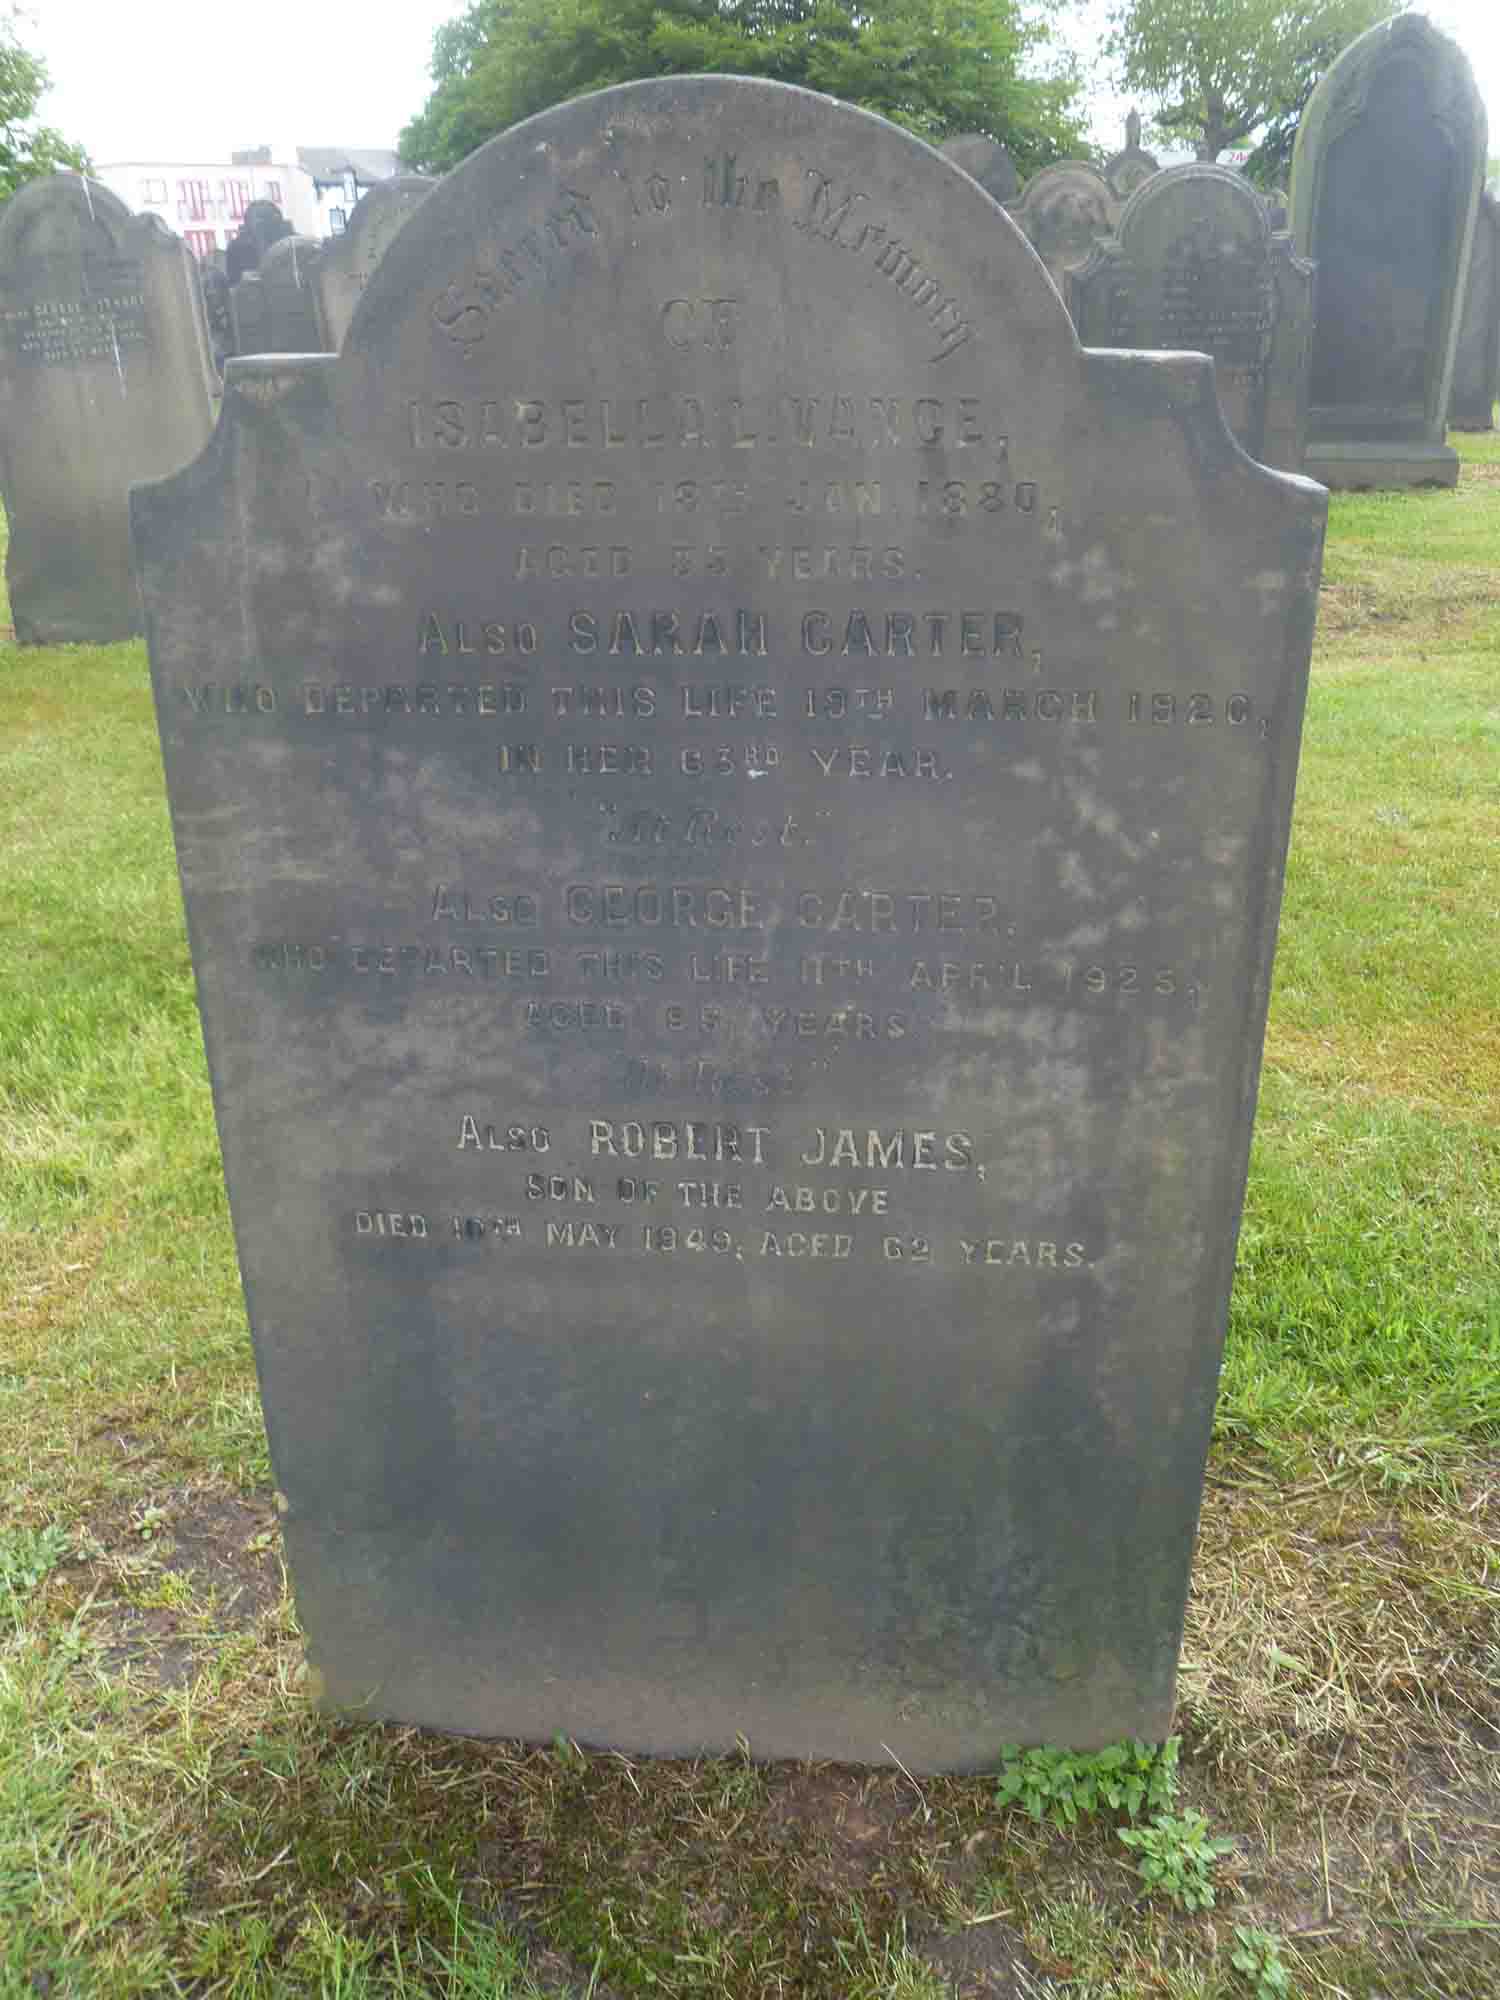 Sacred to the Memory
OF
ISABELLA L. VANCE,
WHO DIED 18TH JAN. 1880,
AGED YEARS.
ALSO SARAH CARTER,
WHO DEPARTED THIS LIFE 19TH MARCH 1920,
IN HER 63RD YEAR.
"At Rest."
ALSO GEORGE CARTER,
WHO DEPARTED THIS LIFE 11TH APRIL 1925,
AGED YEARS
"At Rest"
ALSO ROBERT JAMES,
SON OF THE ABOVE
DIED MAY 1949, AGED 62 YEARS.